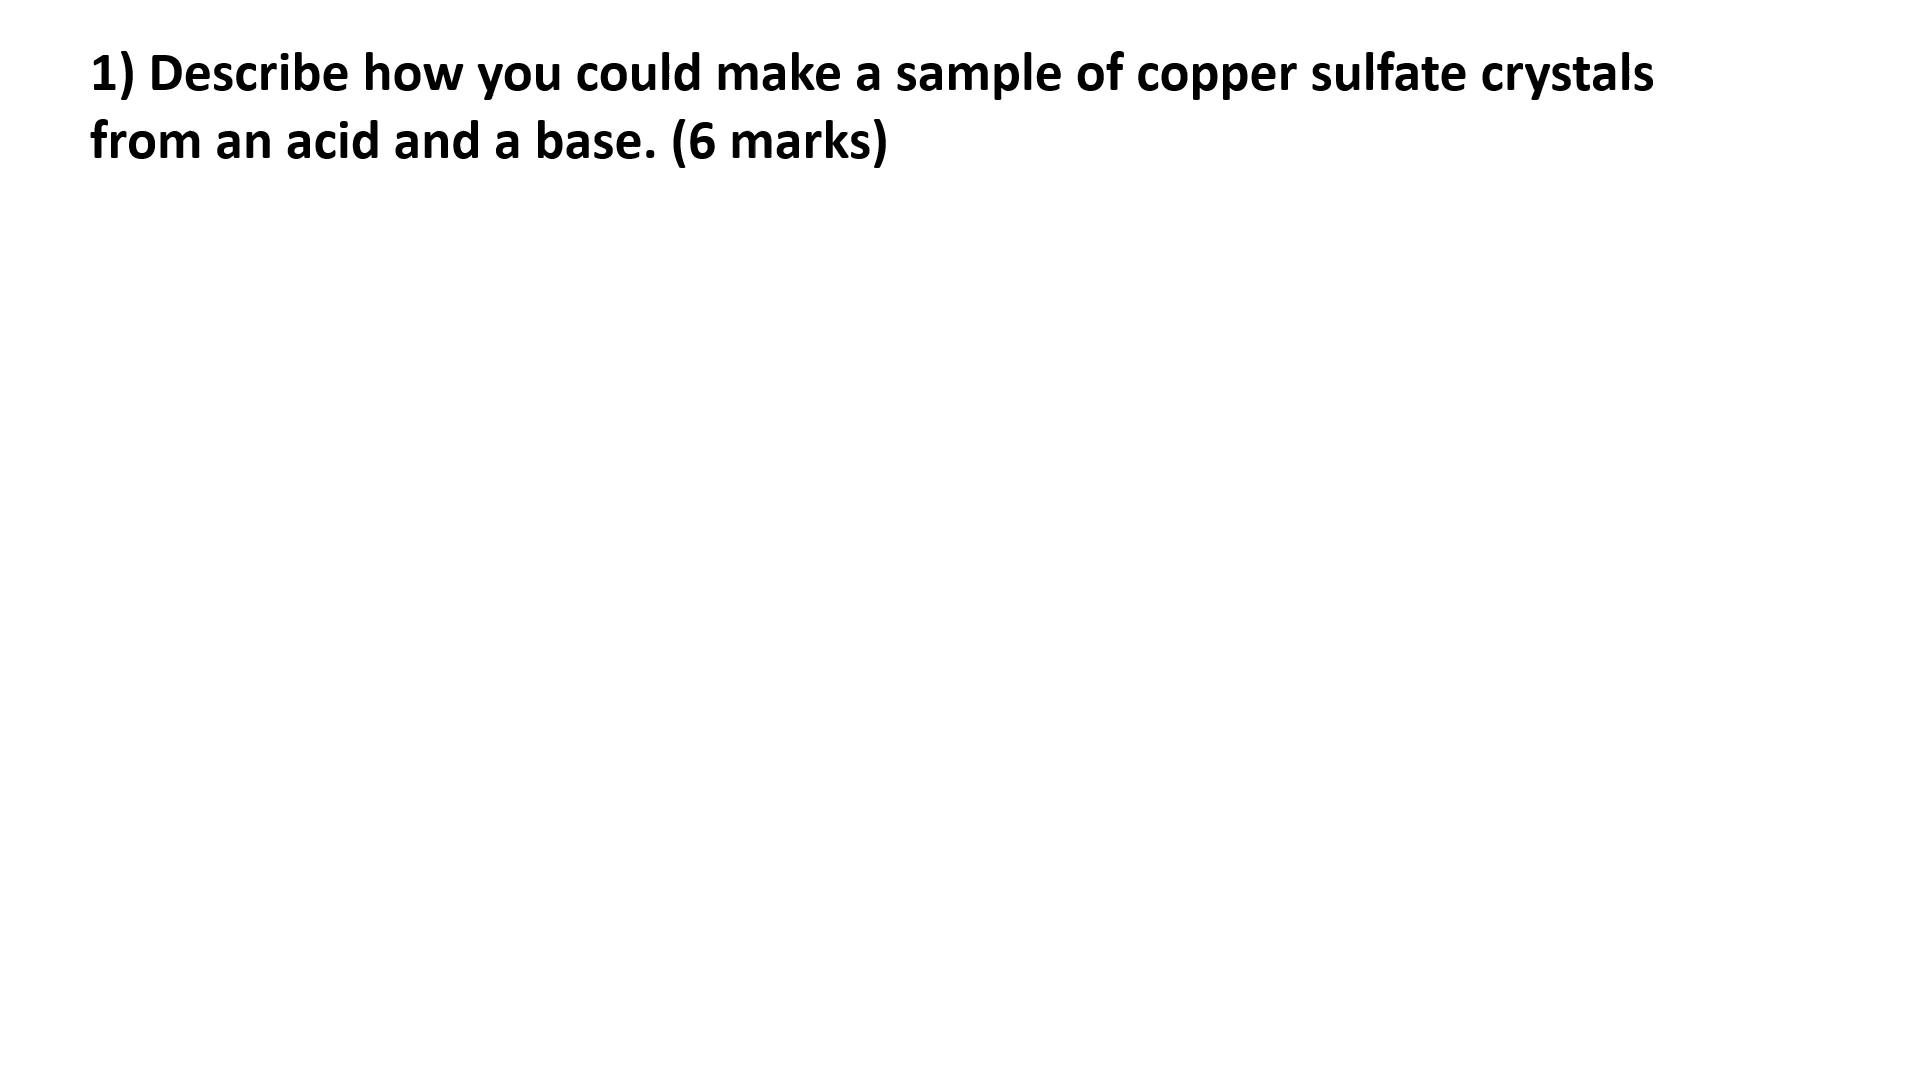 1) Describe how you could make a sample of copper sulfate crystals
from an acid and a base. (6 marks)